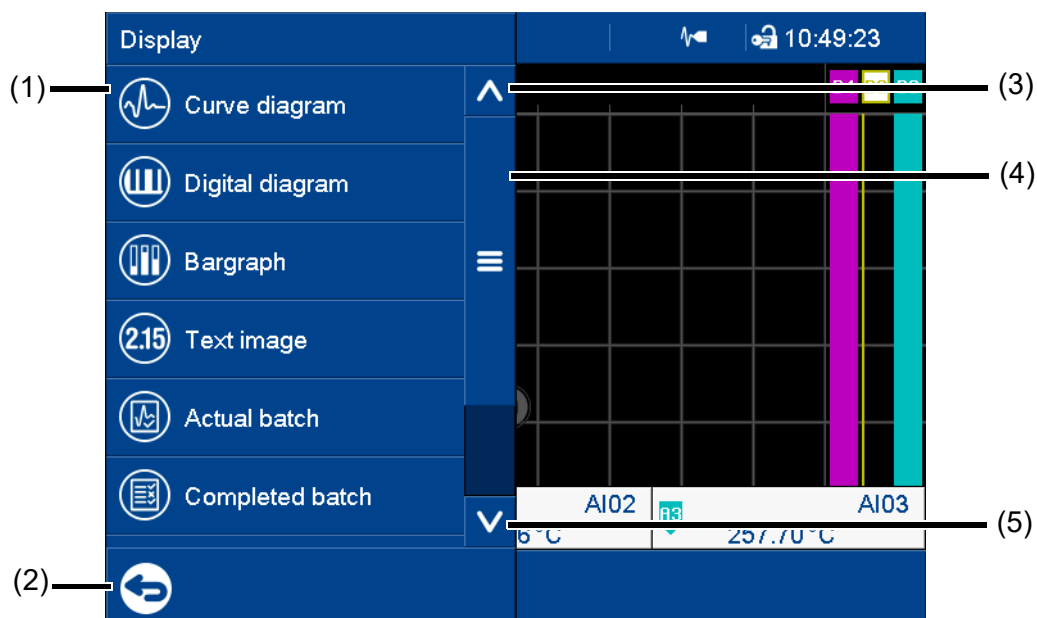 Display
10:49:23
(1)
Curve diagram
(3)
Digital diagram
(4)
Bargraph
2.15
Text image
Actual batch
Completed batch
AI02
AI03
6 °C
257.70 °C
(5)
(2)